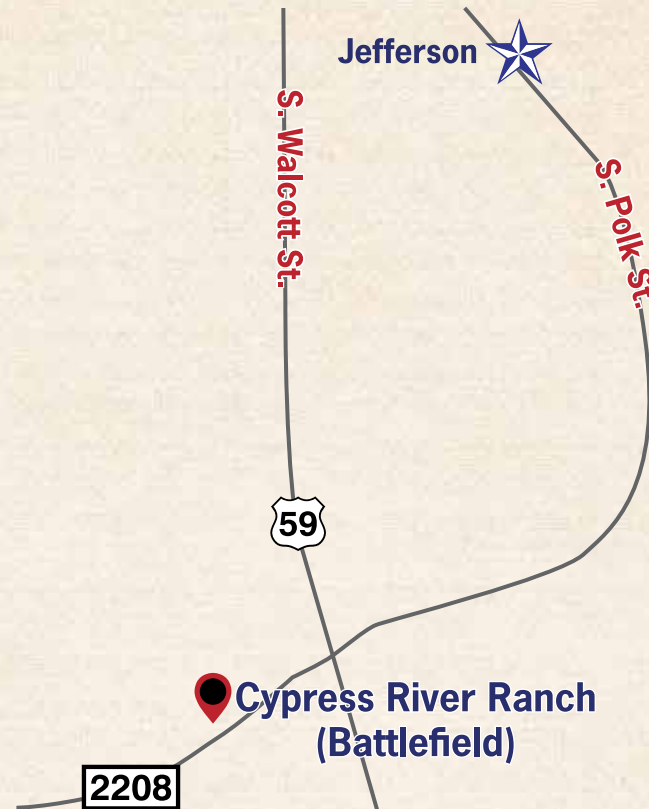 Jefferson
S. Walcott St.
S. Polk St.
59
Cypress River Ranch
(Battlefield)
2208